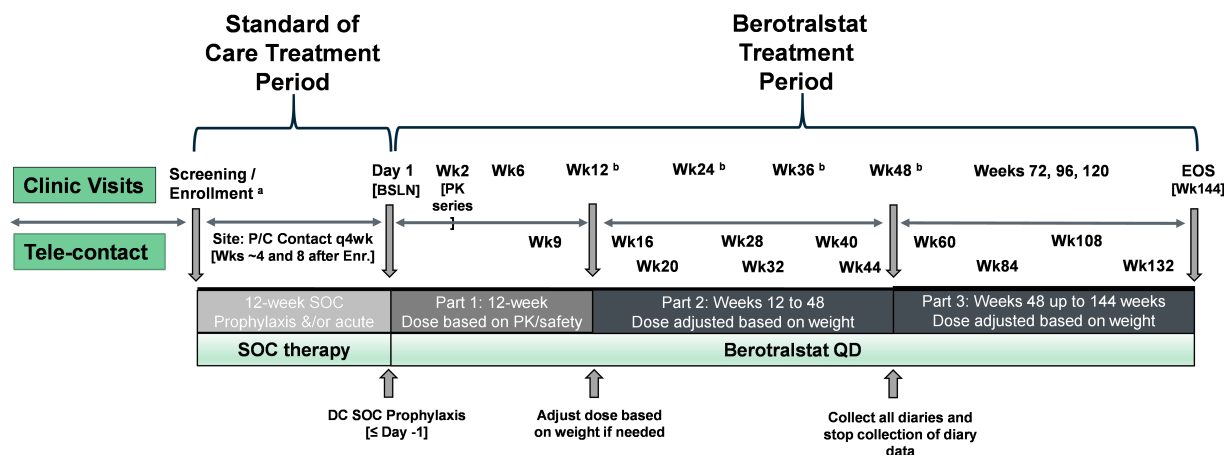 Standard of
Care Treatment
Period
Berotralstat
Treatment
Period
Clinic Visits
Screening /
Enrollment ᵃ
Day 1
[BSLN]
Wk2
[PK
series
]
Wk6
Wk12 ᵇ
Wk24 ᵇ
Wk36 ᵇ
Wk48 ᵇ
Weeks 72, 96, 120
EOS
[Wk144]
Tele-contact
Site: P/C Contact q4wk
[Wks ~4 and 8 after Enr.]
Wk9
Wk16
Wk20
Wk28
Wk32
Wk40
Wk44
Wk60
Wk84
Wk108
Wk132
12-week SOC
Prophylaxis &/or acute
Part 1: 12-week
Dose based on PK/safety
Part 2: Weeks 12 to 48
Dose adjusted based on weight
Part 3: Weeks 48 up to 144 weeks
Dose adjusted based on weight
SOC therapy
Berotralstat QD
DC SOC Prophylaxis
[≤ Day -1]
Adjust dose based
on weight if needed
Collect all diaries and
stop collection of diary
data